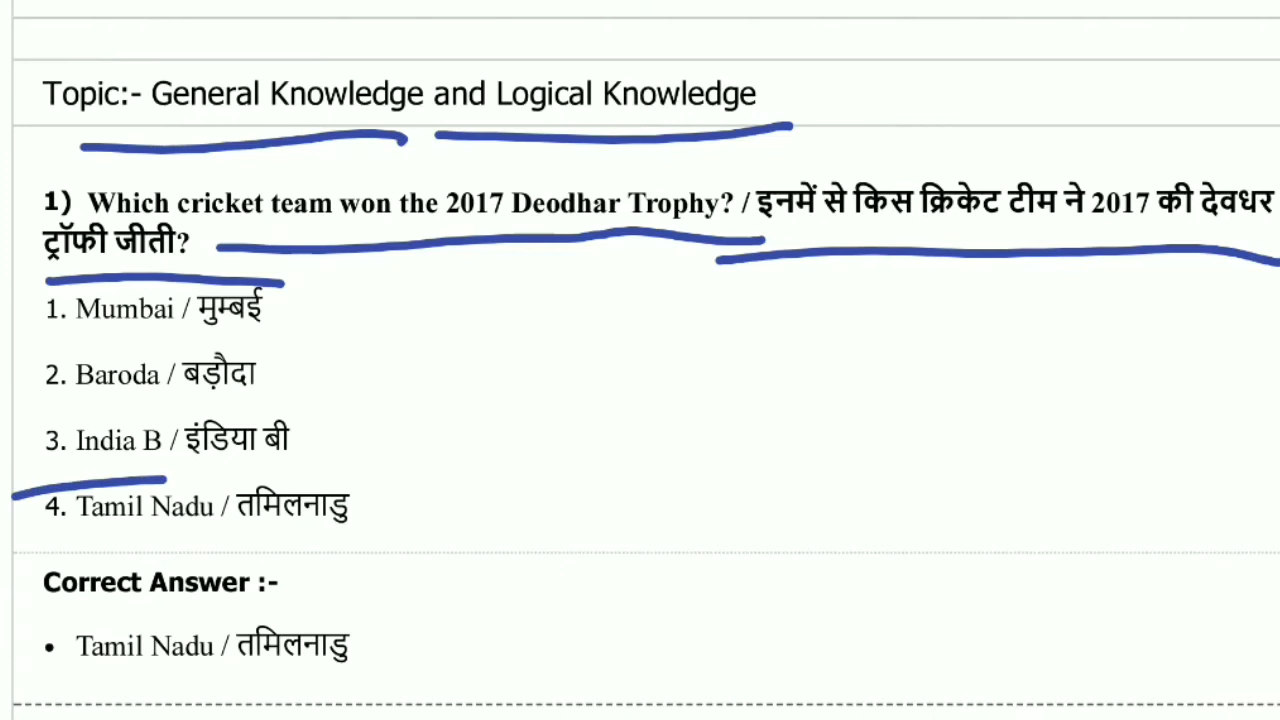 Topic:- General Knowledge and Logical Knowledge
1) Which cricket team won the 2017 Deodhar Trophy? / इनमें से किस क्रिकेट टीम ने 2017 की देवधर
ट्रॉफी जीती?
1. Mumbai / मुम्बई
2. Baroda / बड़ौदा
3. India B / इंडिया बी
4. Tamil Nadu / तमिलनाडु
Correct Answer :-
• Tamil Nadu / तमिलनाडु